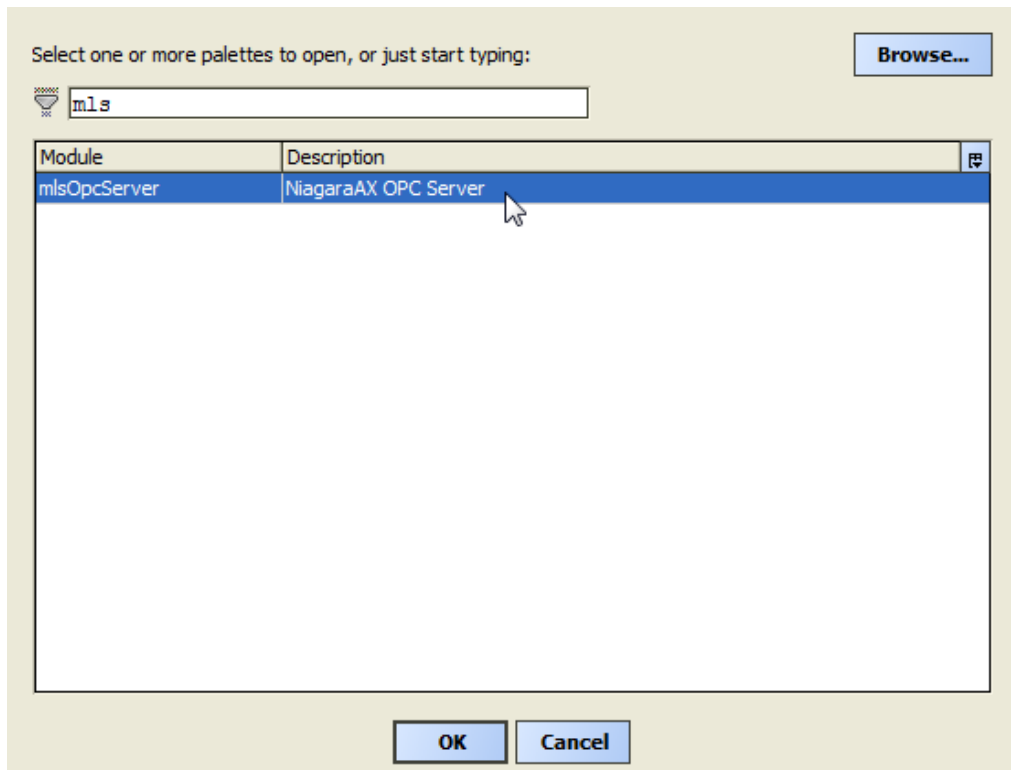 Select one or more palettes to open, or just start typing:
Browse...
mls
Module Description
mlsOpcServer NiagaraAX OPC Server
OK Cancel